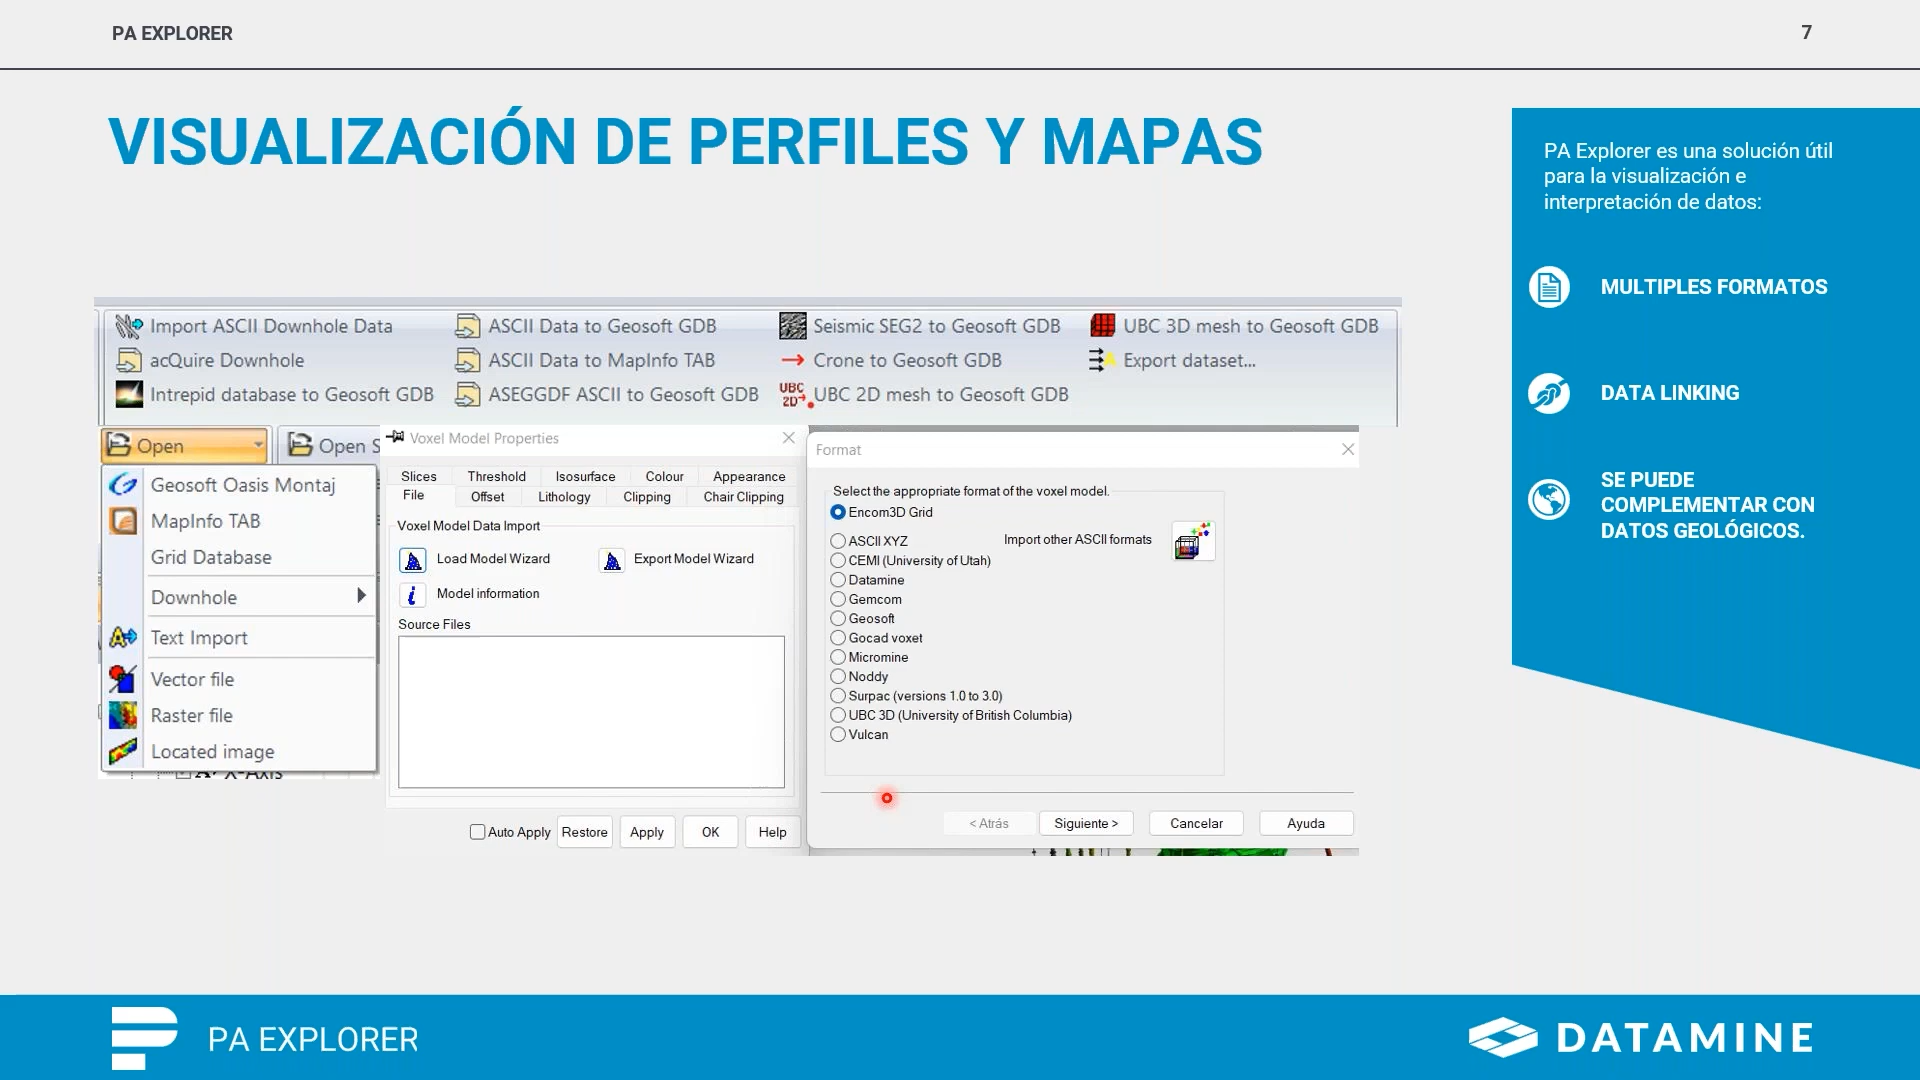 PA EXPLORER
7
VISUALIZACIÓN DE PERFILES Y MAPAS
PA Explorer es una solución útil
para la visualización e
interpretación de datos:
MULTIPLES FORMATOS
DATA LINKING
SE PUEDE
COMPLEMENTAR CON
DATOS GEOLÓGICOS.
Import ASCII Downhole Data
ASCII Data to Geosoft GDB
Seismic SEG2 to Geosoft GDB
UBC 3D mesh to Geosoft GDB
acQuire Downhole
ASCII Data to MapInfo TAB
Crone to Geosoft GDB
Export dataset...
Intrepid database to Geosoft GDB
ASEGGDF ASCII to Geosoft GDB
UBC 2D
UBC 2D mesh to Geosoft GDB
Open
Open S
Geosoft Oasis Montaj
MapInfo TAB
Grid Database
Downhole
Text Import
Vector file
Raster file
Located image
X-Axis
Voxel Model Properties
Slices Threshold Isosurface Colour Appearance
File Offset Lithology Clipping Chair Clipping
Voxel Model Data Import
Load Model Wizard
Export Model Wizard
Model information
Source Files
Auto Apply Restore Apply OK Help
Format
Select the appropriate format of the voxel model.
Encom3D Grid
ASCII XYZ
Import other ASCII formats
CEMI (University of Utah)
Datamine
Gemcom
Geosoft
Gocad voxet
Micromine
Noddy
Surpac (versions 1.0 to 3.0)
UBC 3D (University of British Columbia)
Vulcan
< Atrás Siguiente > Cancelar Ayuda
PA EXPLORER
DATAMINE